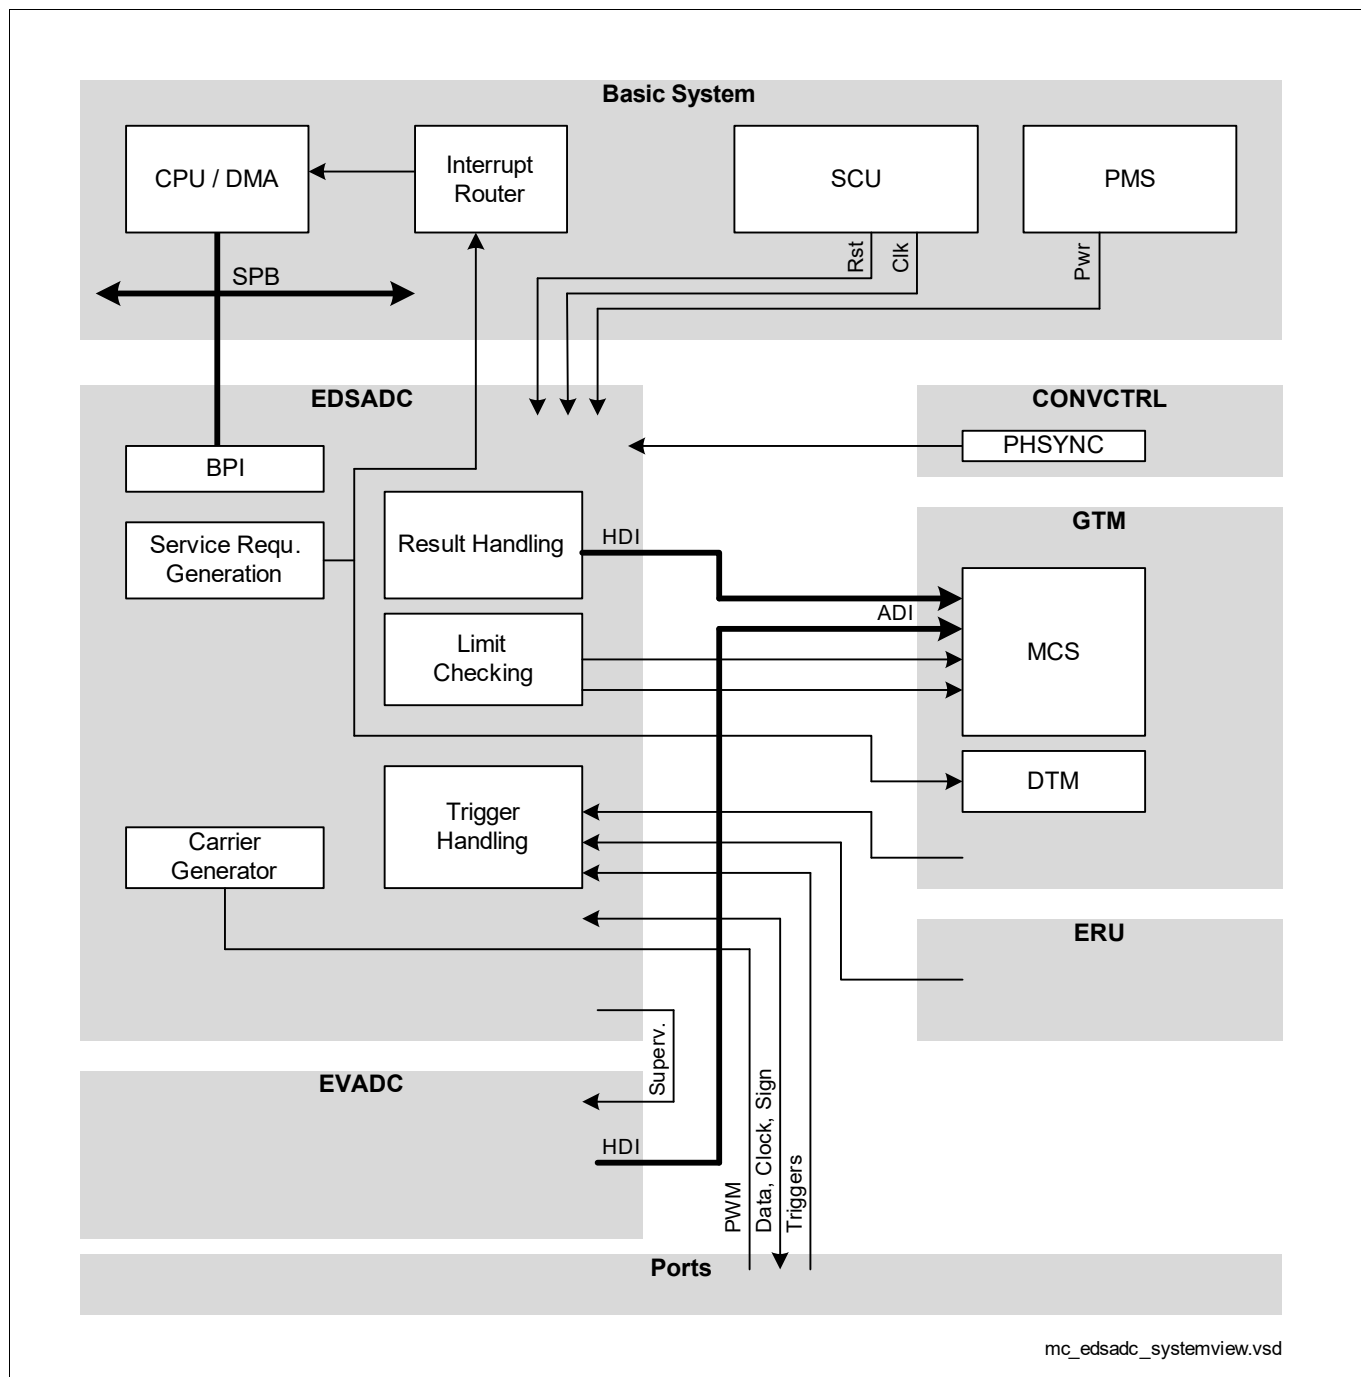 Basic System
CPU / DMA
Interrupt
Router
SCU
PMS
Rst
Clk
Pwr
SPB
EDSADC
CONVCTRL
PHSYNC
BPI
GTM
Service Requ.
Generation
Result Handling
HDI
ADI
Limit
Checking
MCS
DTM
Trigger
Handling
Carrier
Generator
ERU
Superv.
EVADC
HDI
PWM
Data, Clock, Sign
Triggers
Ports
mc_edsadc_systemview.vsd